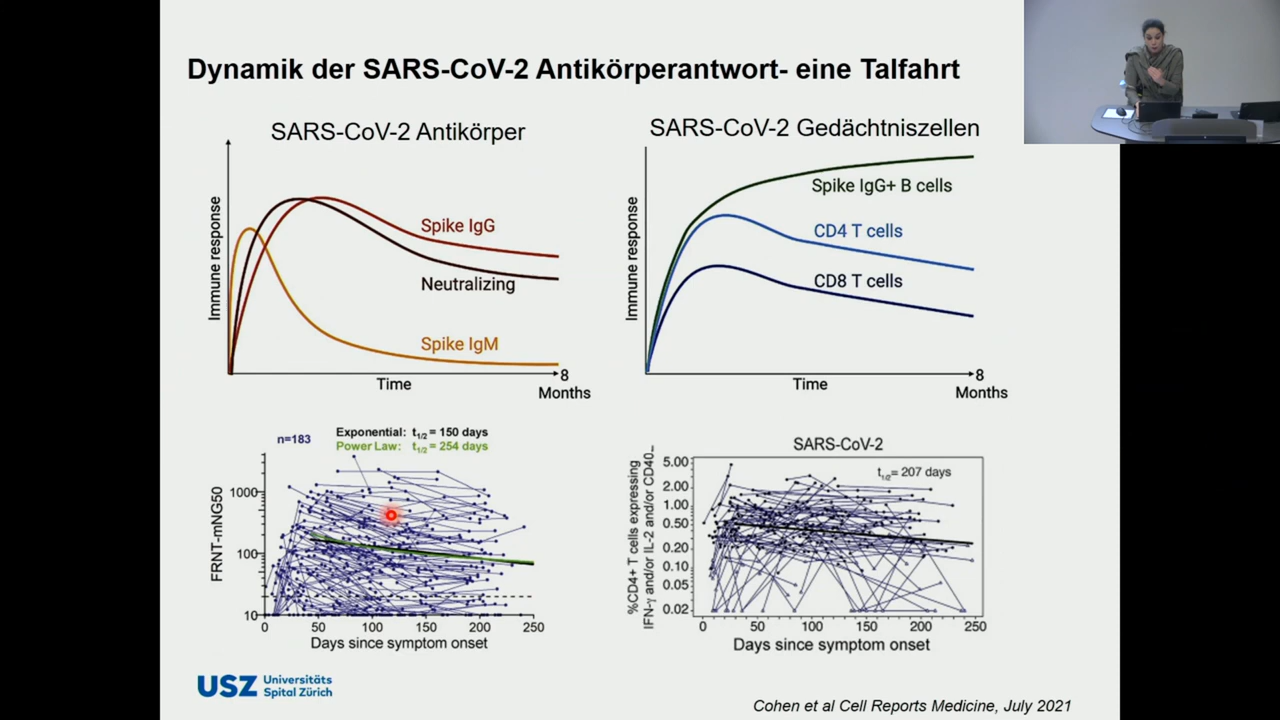 Dynamik der SARS-CoV-2 Antikörperantwort- eine Talfahrt
SARS-CoV-2 Antikörper
Immune response
Spike IgG
Neutralizing
Spike IgM
Time
8
Months
SARS-CoV-2 Gedächtniszellen
Immune response
Spike IgG+ B cells
CD4 T cells
CD8 T cells
Time
8
Months
n=183
Exponential: t1/2 = 150 days
Power Law: t1/2 = 254 days
FRNT-mNG50
1000
100
10
0 50 100 150 200 250
Days since symptom onset
SARS-CoV-2
t1/2= 207 days
%CD4+ T cells expressing
IFN-γ and/or IL-2 and/or CD40
5.00
2.00
1.00
0.50
0.20
0.10
0.05
0.02
0 50 100 150 200 250
Days since symptom onset
USZ Universitäts
Spital Zürich
Cohen et al Cell Reports Medicine, July 2021